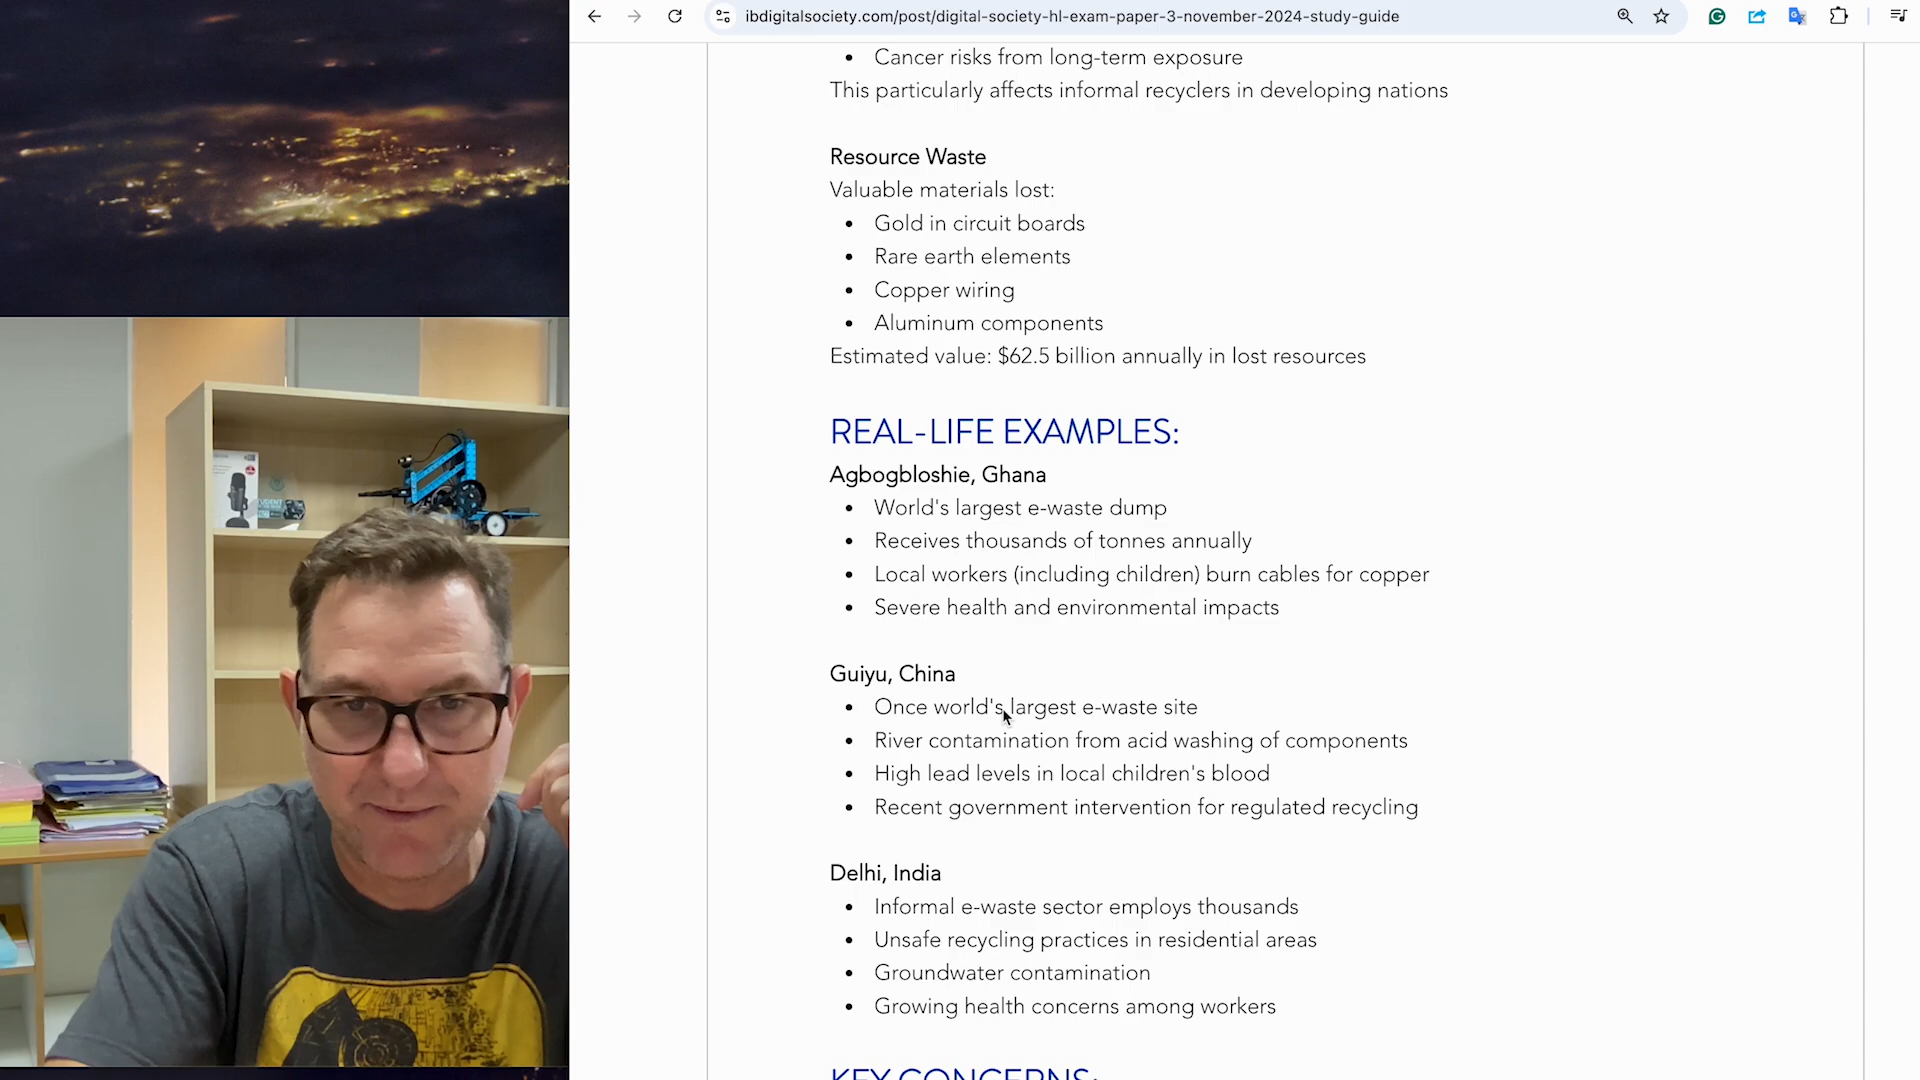 ibdigitalsociety.com/post/digital-society-hl-exam-paper-3-november-2024-study-guide
• Cancer risks from long-term exposure
This particularly affects informal recyclers in developing nations
Resource Waste
Valuable materials lost:
• Gold in circuit boards
• Rare earth elements
• Copper wiring
• Aluminum components
Estimated value: $62.5 billion annually in lost resources
REAL-LIFE EXAMPLES:
Agbogbloshie, Ghana
• World's largest e-waste dump
• Receives thousands of tonnes annually
• Local workers (including children) burn cables for copper
• Severe health and environmental impacts
Guiyu, China
• Once world's largest e-waste site
• River contamination from acid washing of components
• High lead levels in local children's blood
• Recent government intervention for regulated recycling
Delhi, India
• Informal e-waste sector employs thousands
• Unsafe recycling practices in residential areas
• Groundwater contamination
• Growing health concerns among workers
KEY CONCERNS: